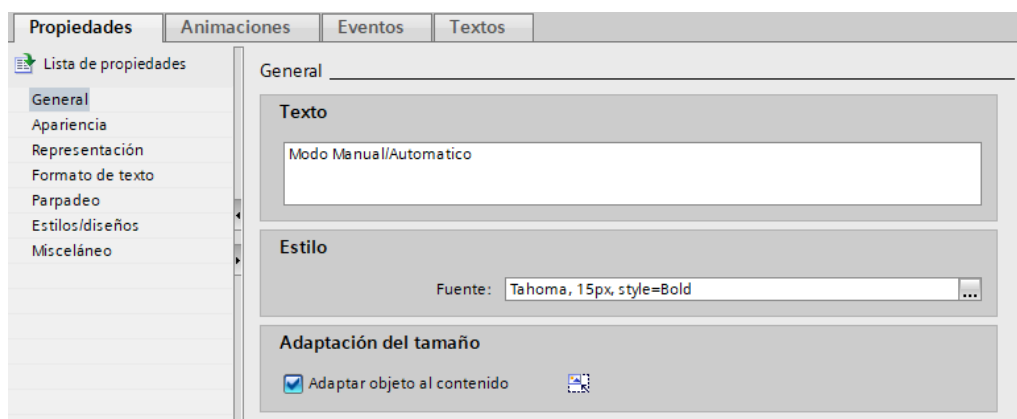 Propiedades Animaciones Eventos Textos
Lista de propiedades
General
Apariencia
Representación
Formato de texto
Parpadeo
Estilos/diseños
Misceláneo
General
Texto
Modo Manual/Automatico
Estilo
Fuente: Tahoma, 15px, style=Bold ...
Adaptación del tamaño
Adaptar objeto al contenido